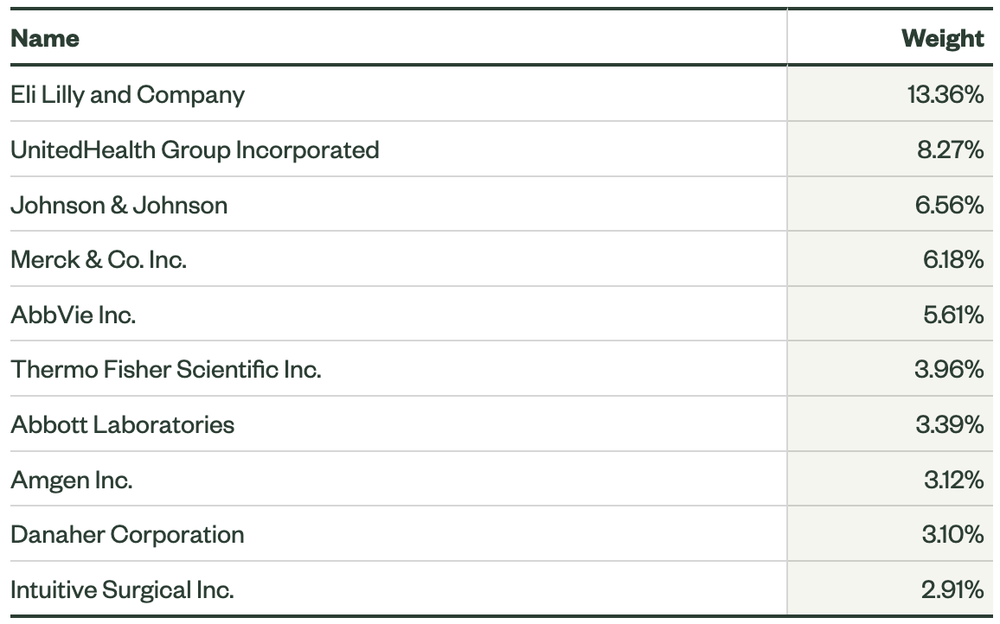 Name Weight
Eli Lilly and Company 13.36%
UnitedHealth Group Incorporated 8.27%
Johnson & Johnson 6.56%
Merck & Co. Inc. 6.18%
AbbVie Inc. 5.61%
Thermo Fisher Scientific Inc. 3.96%
Abbott Laboratories 3.39%
Amgen Inc. 3.12%
Danaher Corporation 3.10%
Intuitive Surgical Inc. 2.91%